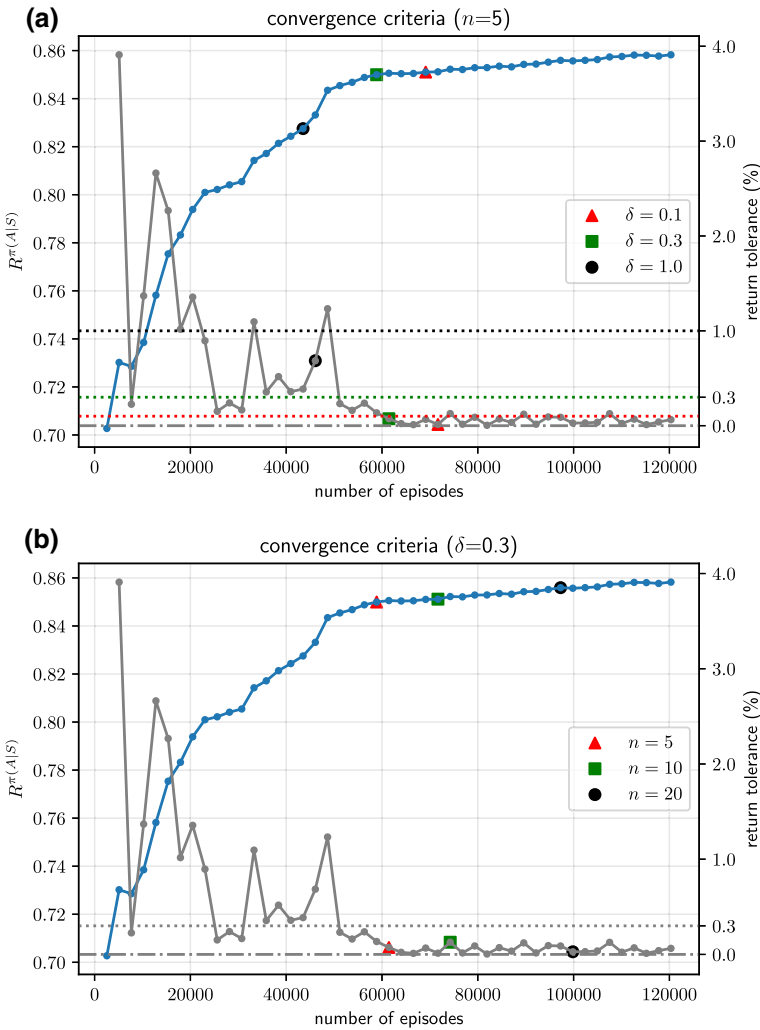 (a)
convergence criteria (n=5)
0.86
0.84
0.82
0.80
0.78
0.76
0.74
0.72
0.70
R^{π(A|S)}
4.0
3.0
2.0
1.0
0.3
0.0
return tolerance (%)
δ = 0.1
δ = 0.3
δ = 1.0
0 20000 40000 60000 80000 100000 120000
number of episodes
(b)
convergence criteria (δ=0.3)
0.86
0.84
0.82
0.80
0.78
0.76
0.74
0.72
0.70
R^{π(A|S)}
4.0
3.0
2.0
1.0
0.3
0.0
return tolerance (%)
n = 5
n = 10
n = 20
0 20000 40000 60000 80000 100000 120000
number of episodes